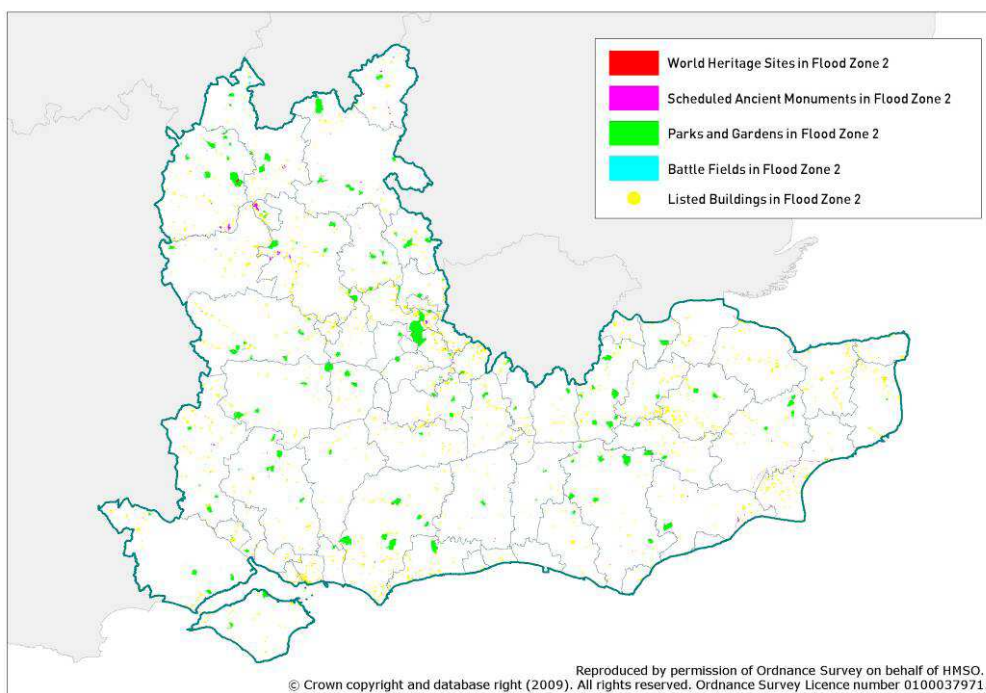 World Heritage Sites in Flood Zone 2
Scheduled Ancient Monuments in Flood Zone 2
Parks and Gardens in Flood Zone 2
Battle Fields in Flood Zone 2
Listed Buildings in Flood Zone 2
Reproduced by permission of Ordnance Survey on behalf of HMSO.
© Crown copyright and database right (2009). All rights reserved. Ordnance Survey Licence number 0100037971